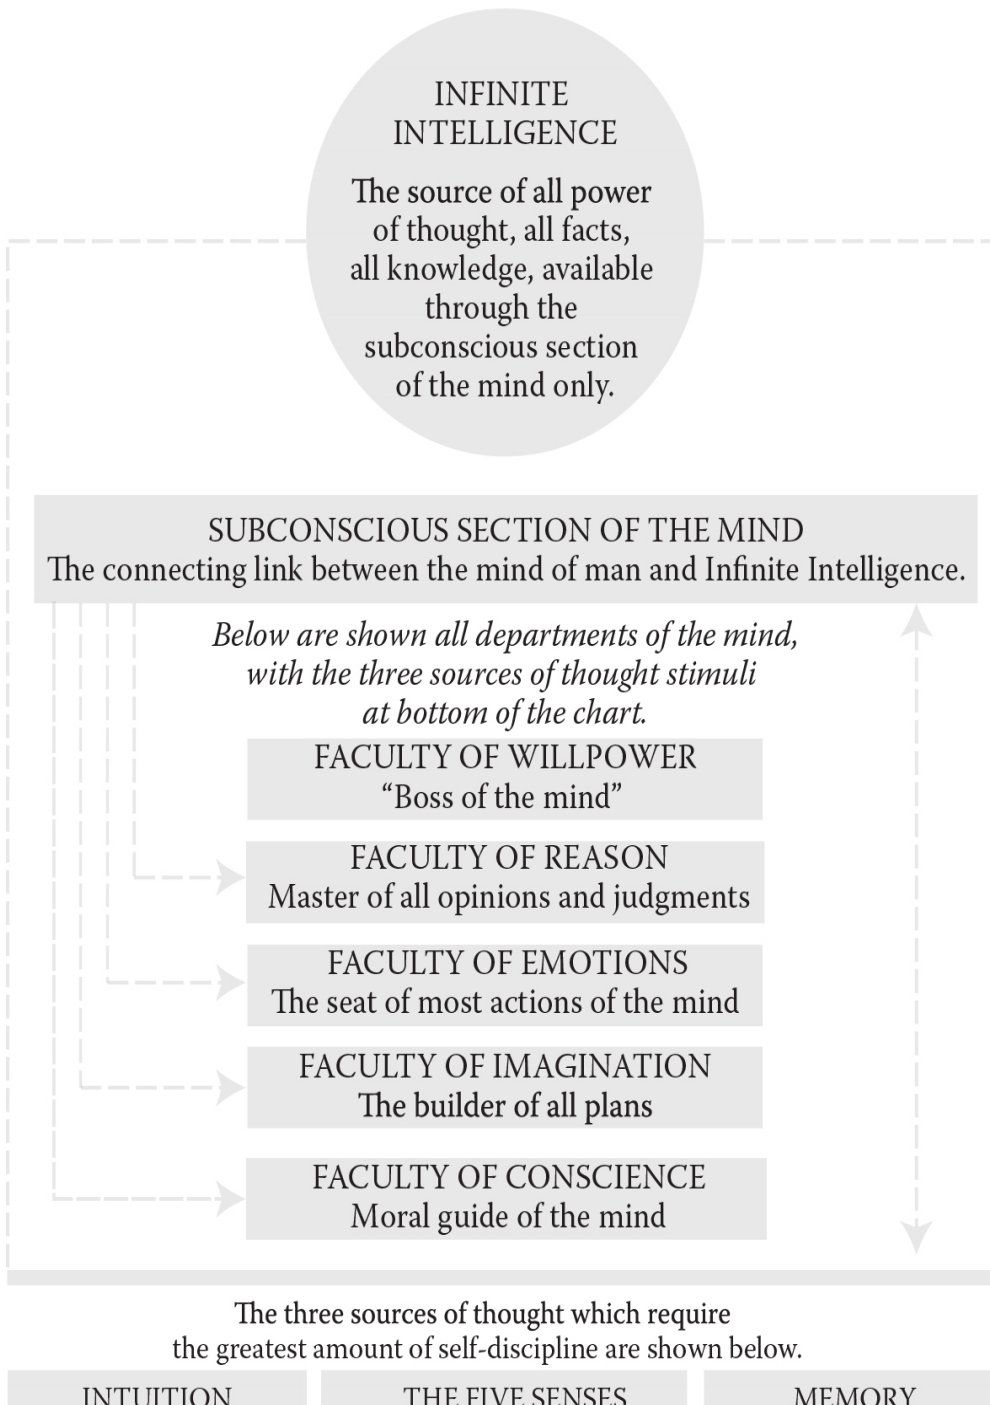 INFINITE
INTELLIGENCE
The source of all power
of thought, all facts,
all knowledge, available
through the
subconscious section
of the mind only.
SUBCONSCIOUS SECTION OF THE MIND
The connecting link between the mind of man and Infinite Intelligence.
Below are shown all departments of the mind,
with the three sources of thought stimuli
at bottom of the chart.
FACULTY OF WILLPOWER
“Boss of the mind”
FACULTY OF REASON
Master of all opinions and judgments
FACULTY OF EMOTIONS
The seat of most actions of the mind
FACULTY OF IMAGINATION
The builder of all plans
FACULTY OF CONSCIENCE
Moral guide of the mind
The three sources of thought which require
the greatest amount of self-discipline are shown below.
INTUITION
THE FIVE SENSES
MEMORY